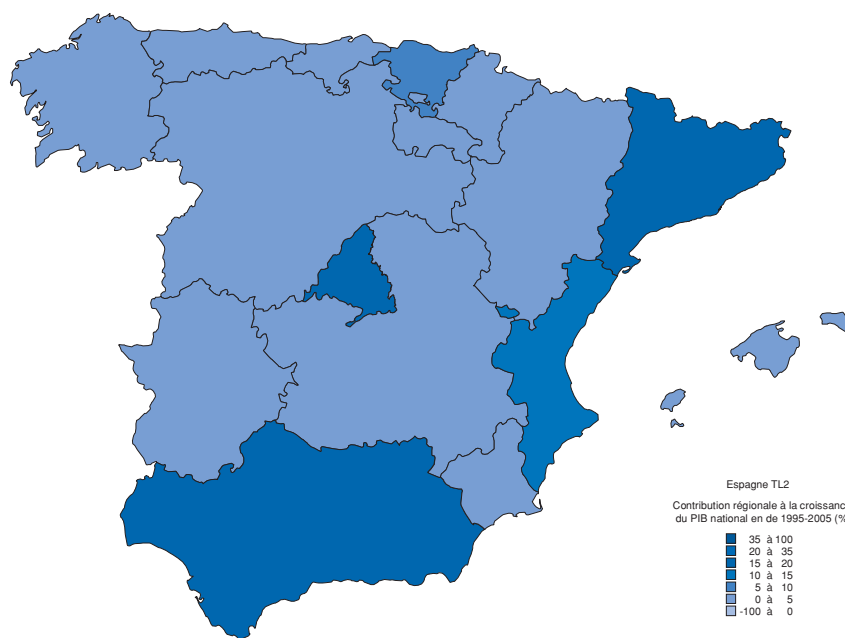 Espagne TL2
Contribution régionale à la croissanc
du PIB national en de 1995-2005 (%
35 à 100
20 à 35
15 à 20
10 à 15
5 à 10
0 à 5
-100 à 0